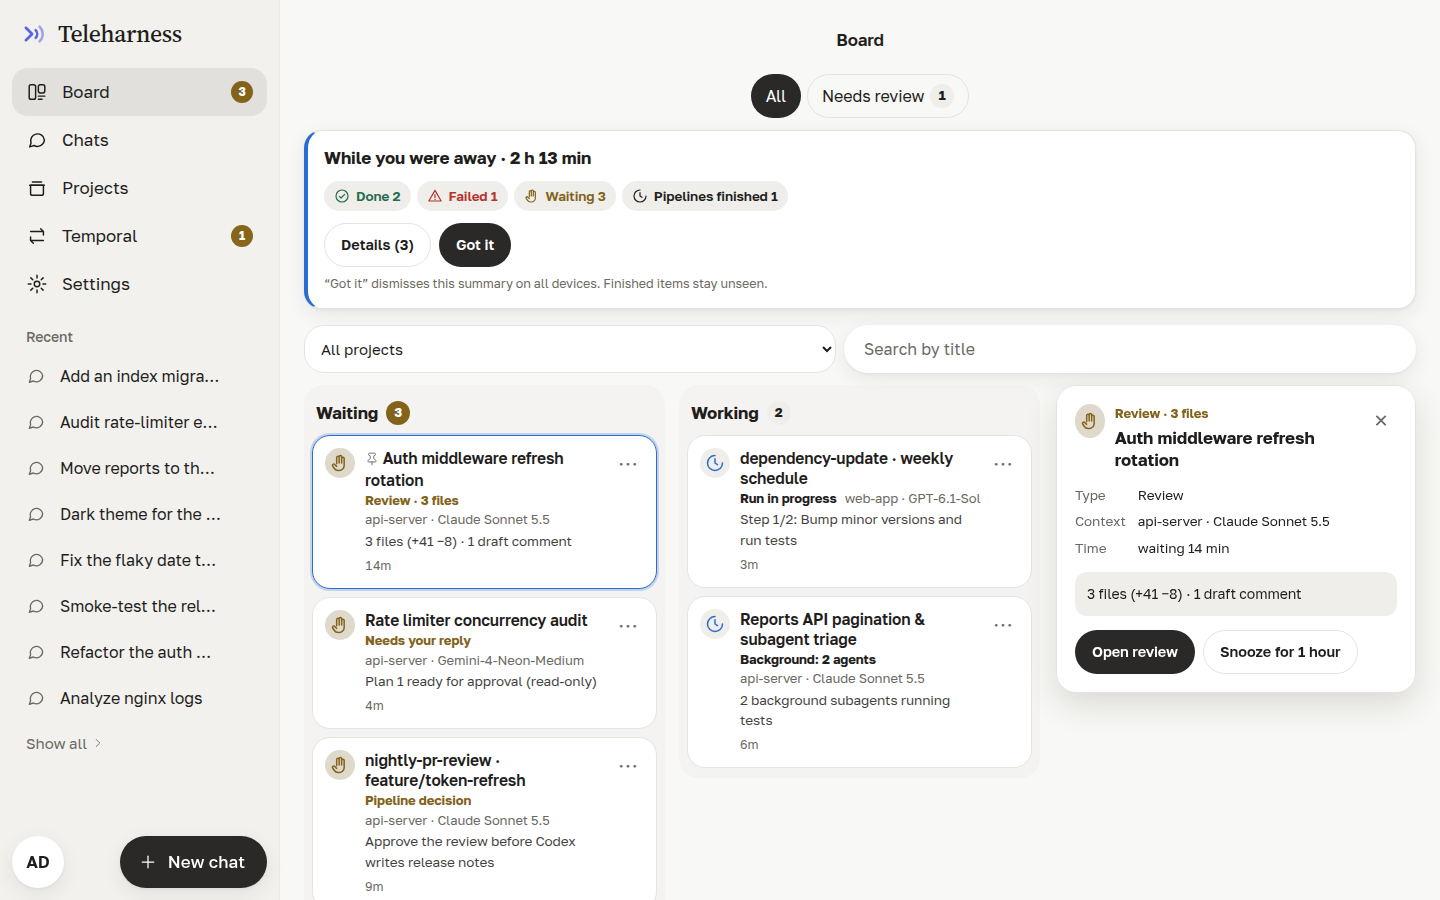 Teleharness
Board 3
Chats
Projects
Temporal 1
Settings
Recent
Add an index migra...
Audit rate-limiter e...
Move reports to th...
Dark theme for the ...
Fix the flaky date t...
Smoke-test the rel...
Refactor the auth ...
Analyze nginx logs
Show all
AD
New chat
Board
All
Needs review 1
While you were away · 2 h 13 min
Done 2
Failed 1
Waiting 3
Pipelines finished 1
Details (3)
Got it
“Got it” dismisses this summary on all devices. Finished items stay unseen.
All projects
Search by title
Waiting 3
Auth middleware refresh
rotation
Review · 3 files
api-server · Claude Sonnet 5.5
3 files (+41 −8) · 1 draft comment
14m
Rate limiter concurrency audit
Needs your reply
api-server · Gemini-4-Neon-Medium
Plan 1 ready for approval (read-only)
4m
nightly-pr-review ·
feature/token-refresh
Pipeline decision
api-server · Claude Sonnet 5.5
Approve the review before Codex
writes release notes
9m
Working 2
dependency-update · weekly
schedule
Run in progress web-app · GPT-6.1-Sol
Step 1/2: Bump minor versions and
run tests
3m
Reports API pagination &
subagent triage
Background: 2 agents
api-server · Claude Sonnet 5.5
2 background subagents running
tests
6m
Review · 3 files
Auth middleware refresh
rotation
Type Review
Context api-server · Claude Sonnet 5.5
Time waiting 14 min
3 files (+41 −8) · 1 draft comment
Open review
Snooze for 1 hour